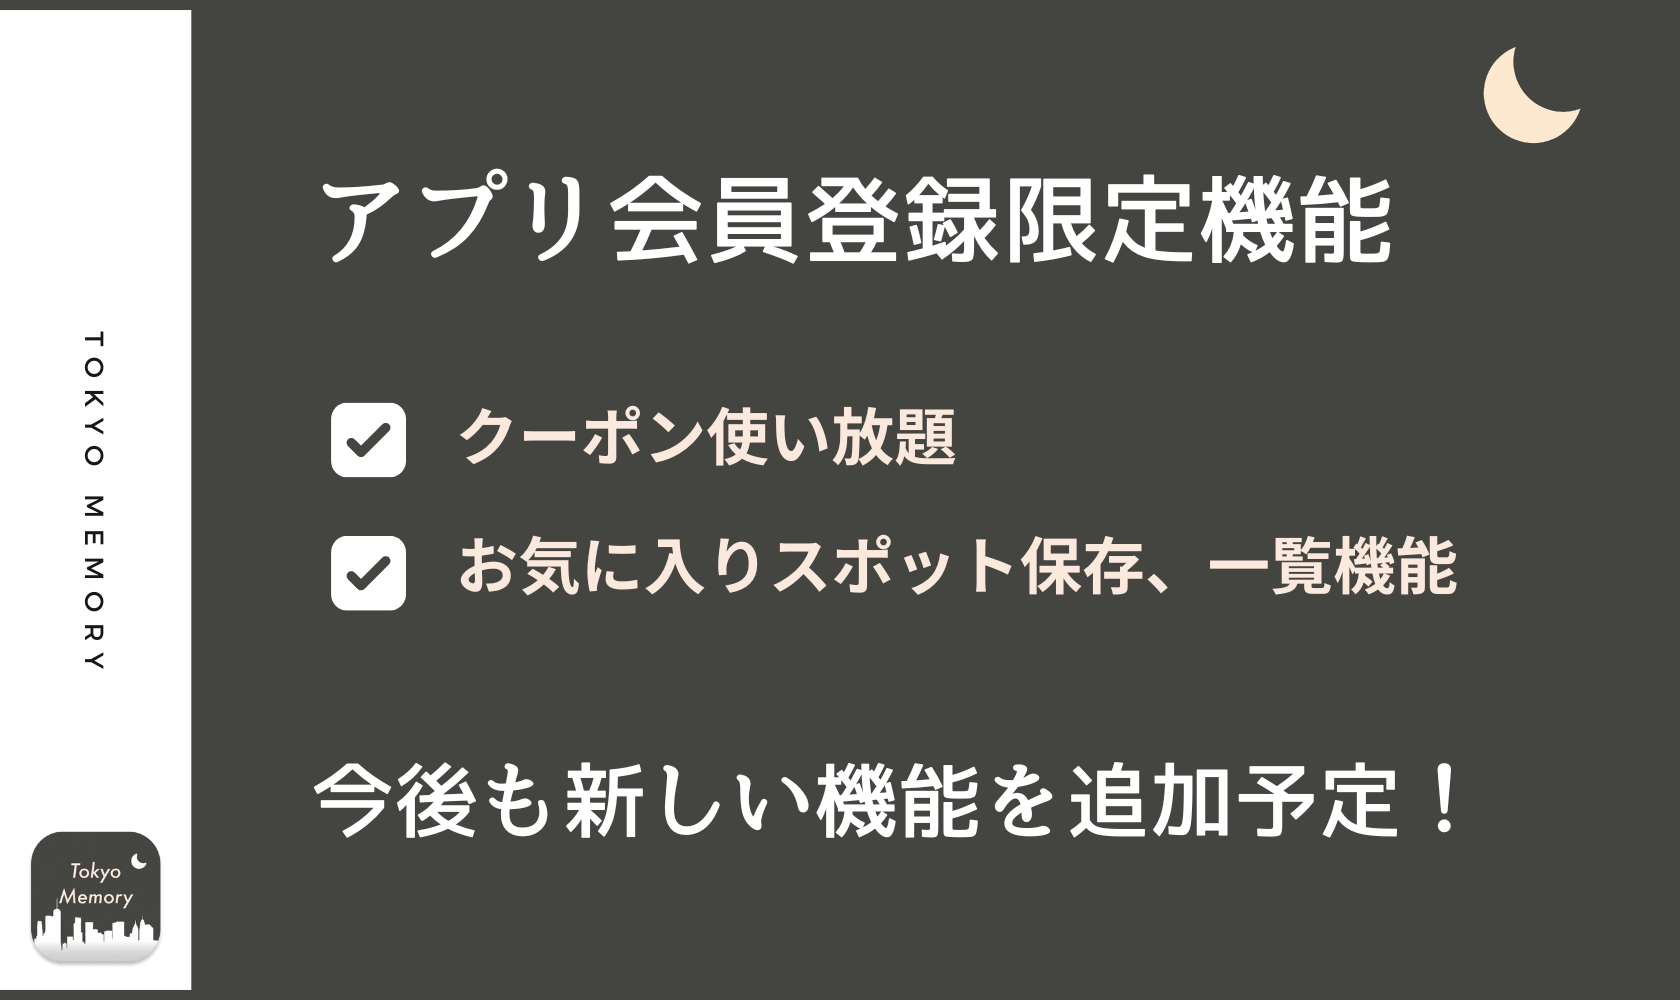 TOKYO MEMORY
Tokyo
Memory
アプリ会員登録限定機能
クーポン使い放題
お気に入りスポット保存、一覧機能
今後も新しい機能を追加予定！